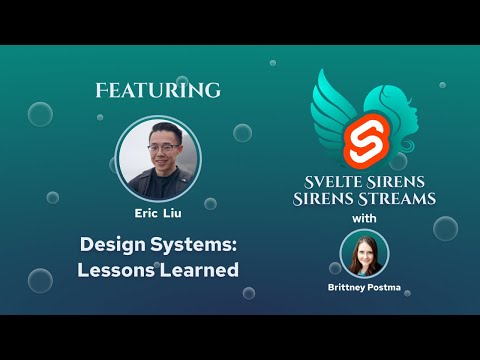 FEATURING
Eric Liu
Design Systems:
Lessons Learned
SVELTE SIRENS
SIRENS STREAMS
with
Brittney Postma